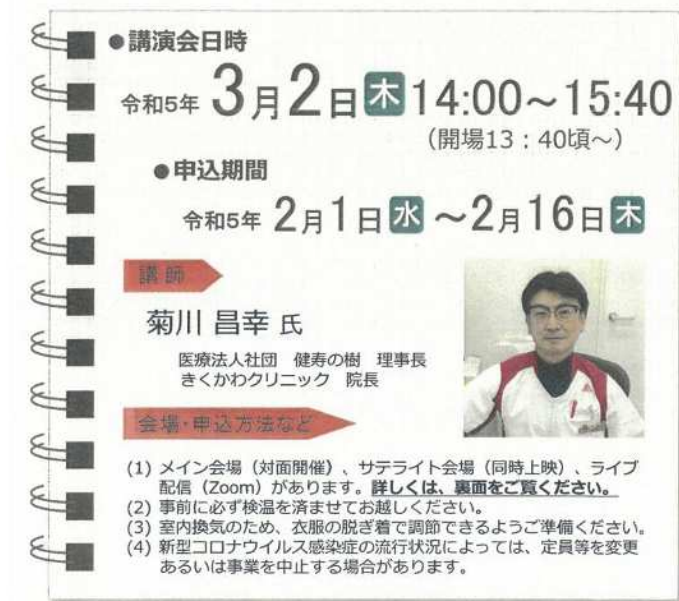 ●講演会日時
令和5年 3月2日木14:00～15:40
（開場13：40頃～）
●申込期間
令和5年 2月1日水～2月16日木
講師
菊川 昌幸 氏
医療法人社団 健寿の樹 理事長
きくかわクリニック 院長
会場・申込方法など
(1) メイン会場（対面開催）、サテライト会場（同時上映）、ライブ
配信（Zoom）があります。詳しくは、裏面をご覧ください。
(2) 事前に必ず検温を済ませてお越しください。
(3) 室内換気のため、衣服の脱ぎ着で調節できるようご準備ください。
(4) 新型コロナウイルス感染症の流行状況によっては、定員等を変更
あるいは事業を中止する場合があります。